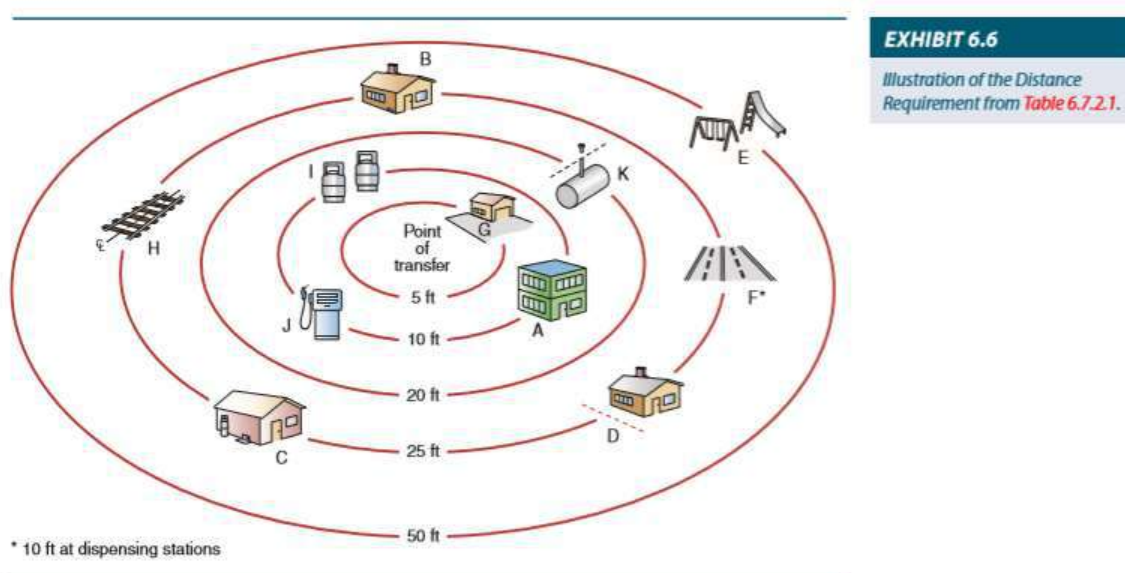 EXHIBIT 6.6
Illustration of the Distance
Requirement from Table 6.7.2.1.
B
E
I
K
H
G
Point
of
transfer
F*
5 ft
J
A
10 ft
20 ft
D
C
25 ft
50 ft
* 10 ft at dispensing stations